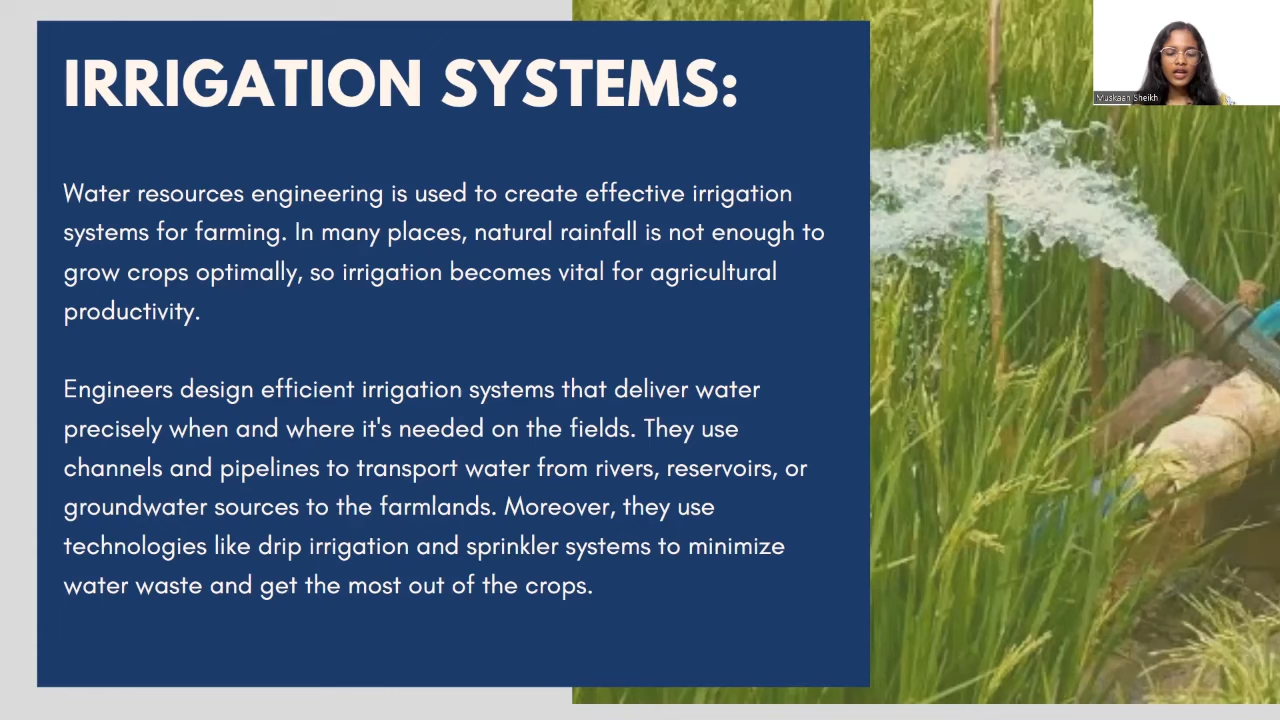 IRRIGATION SYSTEMS:
Muskaan Sheikh
Water resources engineering is used to create effective irrigation
systems for farming. In many places, natural rainfall is not enough to
grow crops optimally, so irrigation becomes vital for agricultural
productivity.
Engineers design efficient irrigation systems that deliver water
precisely when and where it's needed on the fields. They use
channels and pipelines to transport water from rivers, reservoirs, or
groundwater sources to the farmlands. Moreover, they use
technologies like drip irrigation and sprinkler systems to minimize
water waste and get the most out of the crops.